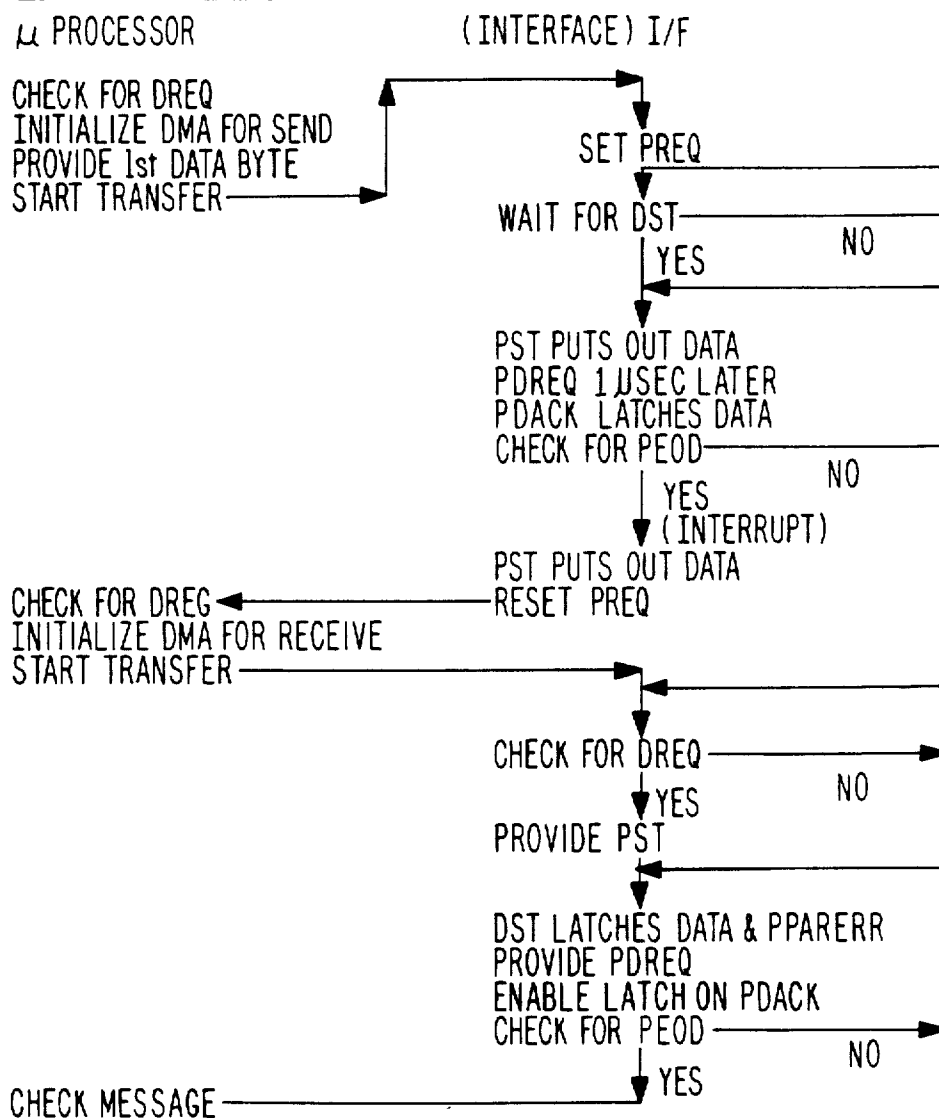 μ PROCESSOR
(INTERFACE) I/F
CHECK FOR DREQ
INITIALIZE DMA FOR SEND
PROVIDE 1st DATA BYTE
START TRANSFER
SET PREQ
WAIT FOR DST
NO
YES
PST PUTS OUT DATA
PDREQ 1 μSEC LATER
PDACK LATCHES DATA
CHECK FOR PEOD
NO
YES
(INTERRUPT)
PST PUTS OUT DATA
RESET PREQ
CHECK FOR DREG
INITIALIZE DMA FOR RECEIVE
START TRANSFER
CHECK FOR DREQ
NO
YES
PROVIDE PST
DST LATCHES DATA & PPARERR
PROVIDE PDREQ
ENABLE LATCH ON PDACK
CHECK FOR PEOD
NO
YES
CHECK MESSAGE